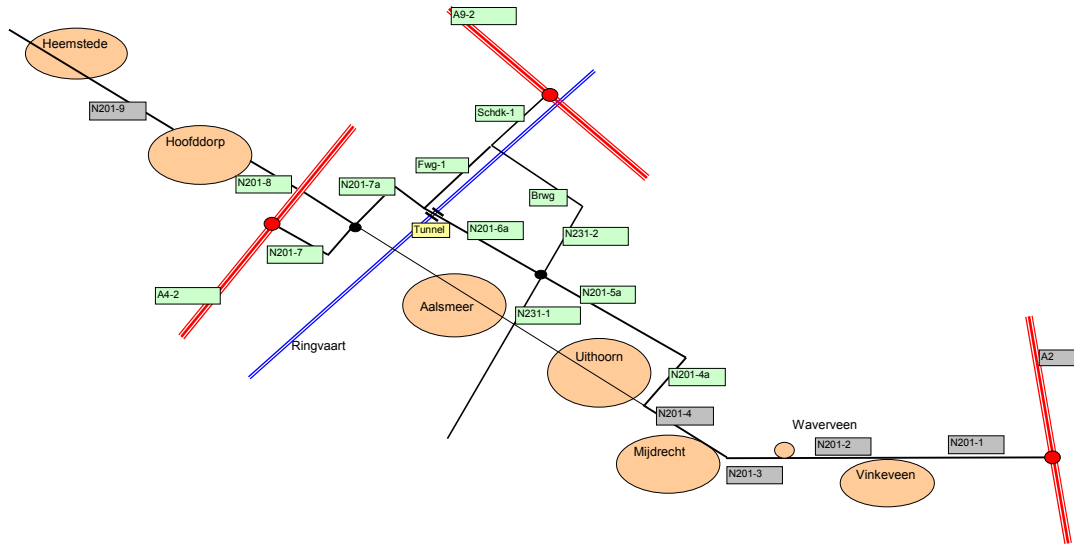 A9-2
Heemstede
N201-9
Schdk-1
Hoofddorp
Fwg-1
N201-8
N201-7a
Brwg
Tunnel
N201-6a
N231-2
N201-7
A4-2
N201-5a
Aalsmeer
N231-1
Ringvaart
Uithoorn
A2
N201-4a
N201-4
Waverveen
N201-2
N201-1
Mijdrecht
N201-3
Vinkeveen